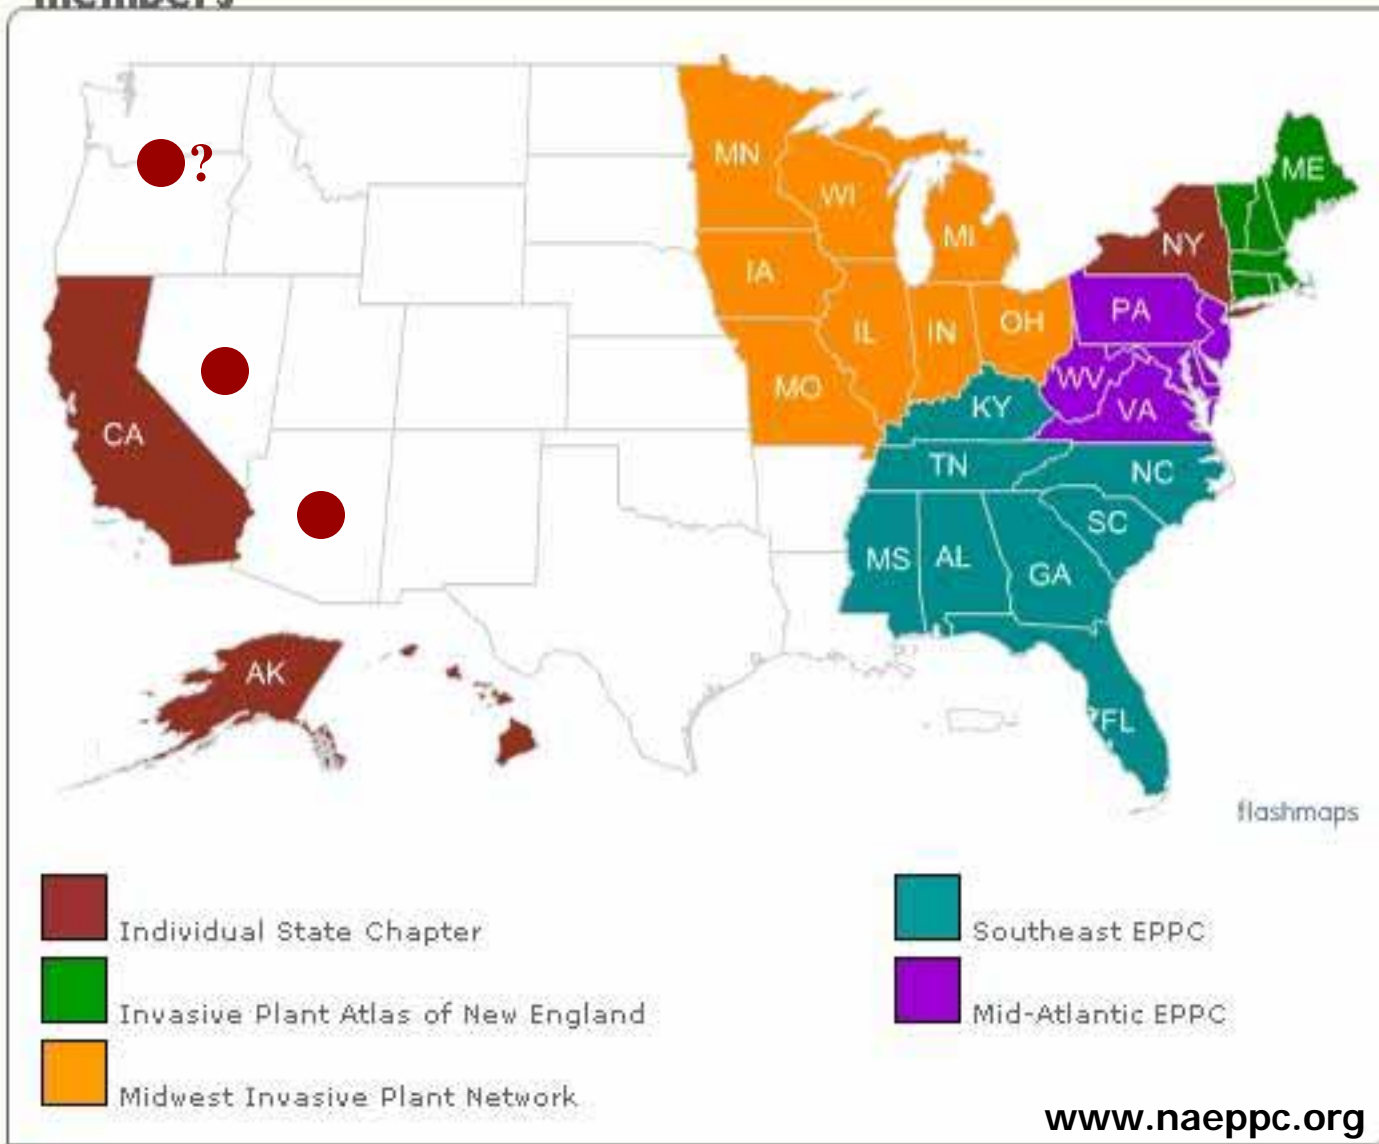 members
?
MN
WI
MI
ME
NY
IA
PA
IL
IN
OH
WV
MO
VA
KY
CA
TN
NC
SC
MS
AL
GA
AK
FL
flashmaps
Individual State Chapter
Southeast EPPC
Invasive Plant Atlas of New England
Mid-Atlantic EPPC
Midwest Invasive Plant Network
www.naeppc.org